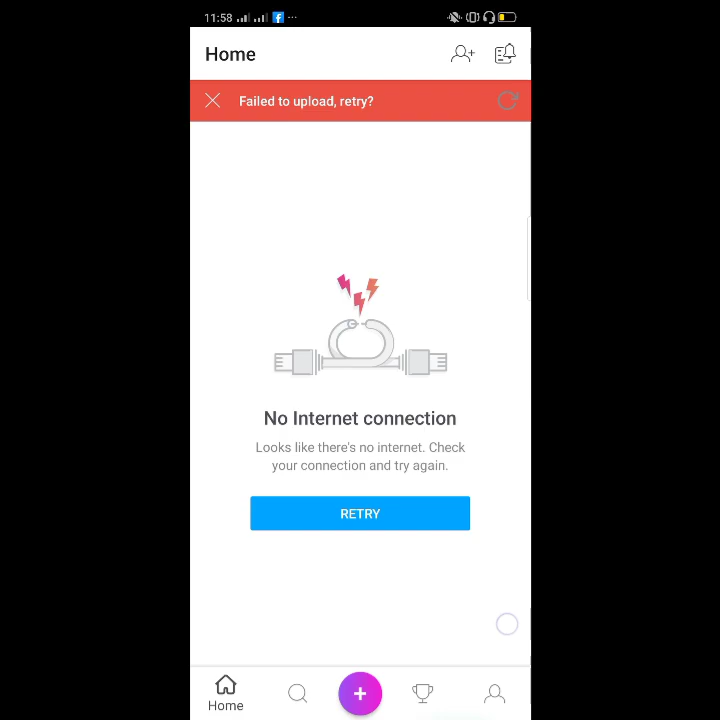 11:58
Home
Failed to upload, retry?
No Internet connection
Looks like there's no internet. Check
your connection and try again.
RETRY
Home